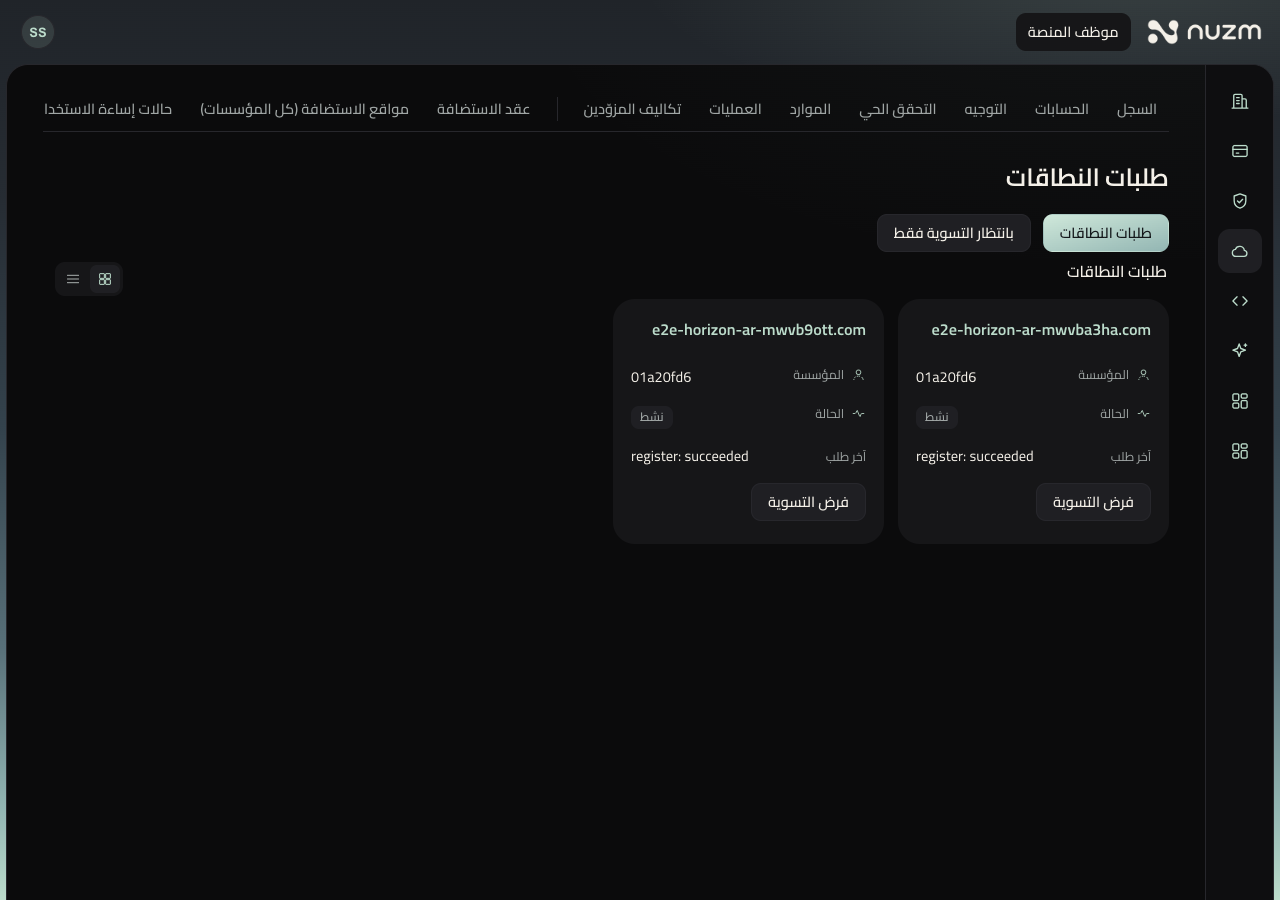 nuzm
موظف المنصة
SS
السجل
الحسابات
التوجيه
التحقق الحي
الموارد
العمليات
تكاليف المزوّدين
عقد الاستضافة
مواقع الاستضافة (كل المؤسسات)
حالات إساءة الاستخدا
طلبات النطاقات
طلبات النطاقات
بانتظار التسوية فقط
طلبات النطاقات
e2e-horizon-ar-mwvba3ha.com
المؤسسة 01a20fd6
الحالة نشط
آخر طلب register: succeeded
فرض التسوية
e2e-horizon-ar-mwvb9ott.com
المؤسسة 01a20fd6
الحالة نشط
آخر طلب register: succeeded
فرض التسوية